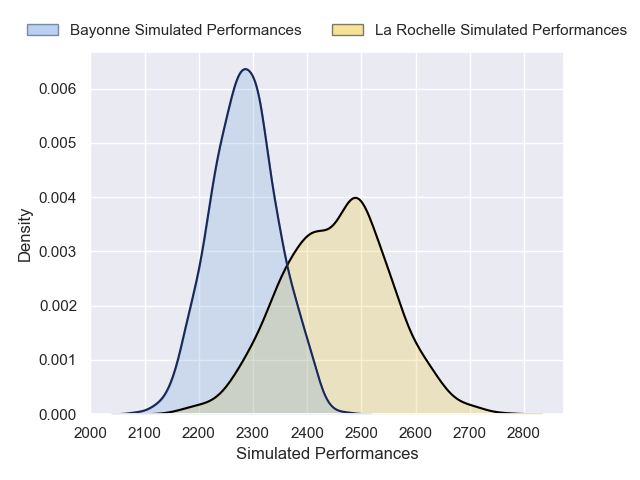 Bayonne Simulated Performances La Rochelle Simulated Performances
0.006
0.005
0.004
0.003
0.002
0.001
0.000
Density
2000 2100 2200 2300 2400 2500 2600 2700 2800
Simulated Performances